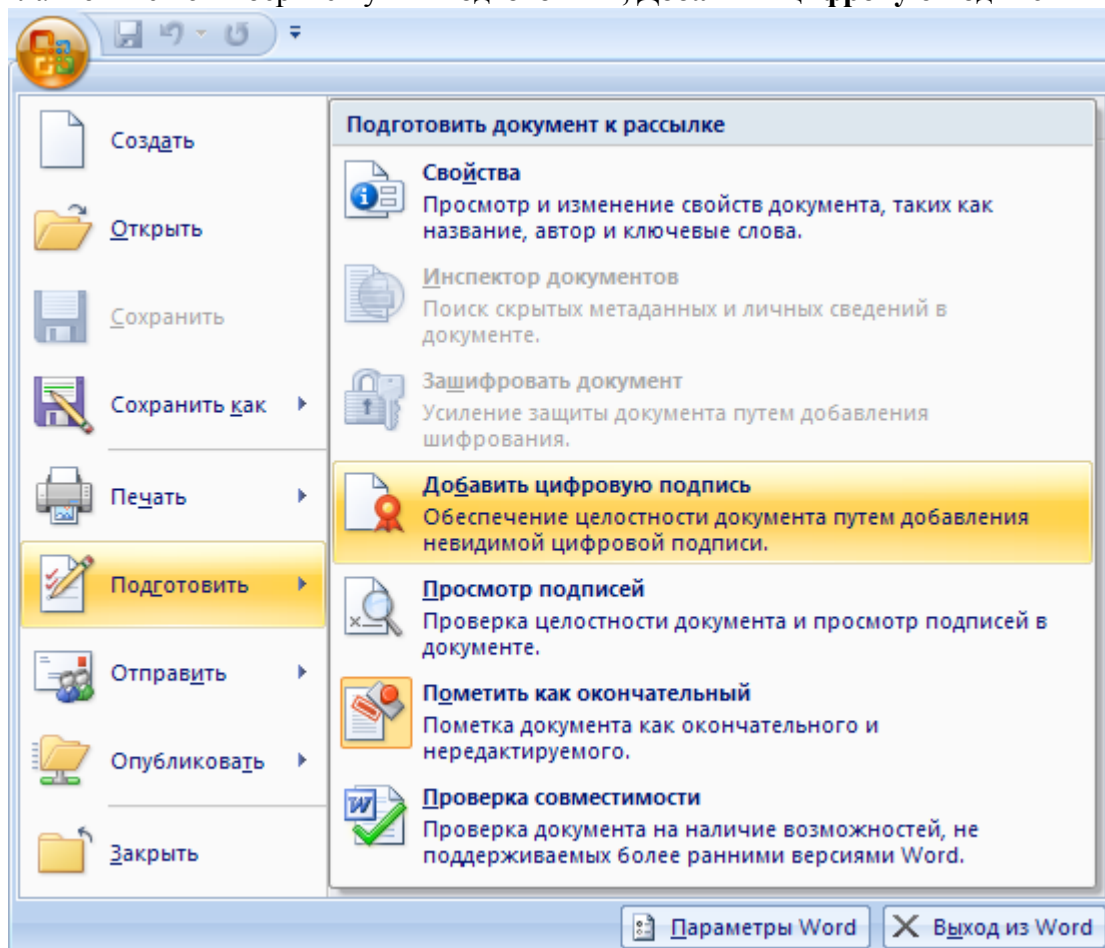 Создать
Открыть
Сохранить
Сохранить как
Печать
Подготовить
Отправить
Опубликовать
Закрыть
Подготовить документ к рассылке
Свойства
Просмотр и изменение свойств документа, таких как
название, автор и ключевые слова.
Инспектор документов
Поиск скрытых метаданных и личных сведений в
документе.
Зашифровать документ
Усиление защиты документа путем добавления
шифрования.
Добавить цифровую подпись
Обеспечение целостности документа путем добавления
невидимой цифровой подписи.
Просмотр подписей
Проверка целостности документа и просмотр подписей в
документе.
Пометить как окончательный
Пометка документа как окончательного и
нередактируемого.
Проверка совместимости
Проверка документа на наличие возможностей, не
поддерживаемых более ранними версиями Word.
Параметры Word
Выход из Word